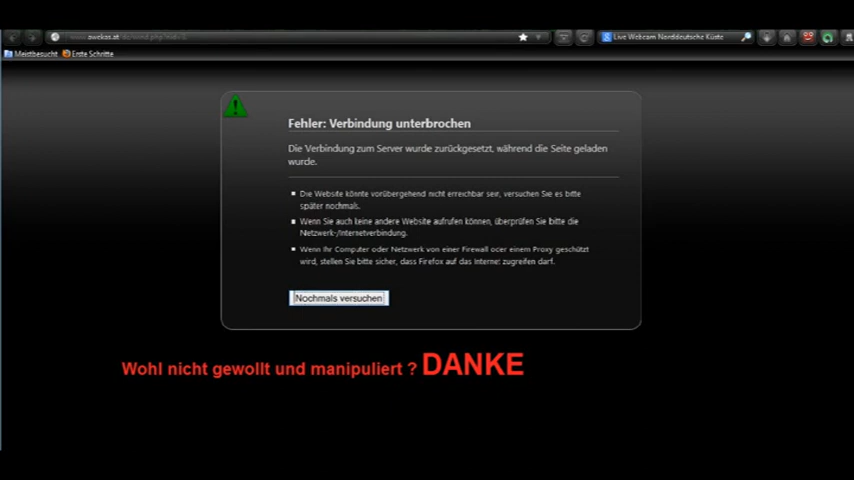 Live Webcam Norddeutsche Küste
Meistbesucht Erste Schritte
Fehler: Verbindung unterbrochen
Die Verbindung zum Server wurde zurückgesetzt, während die Seite geladen
wurde.
Die Website könnte vorübergehend nicht erreichbar sein, versuchen Sie es bitte
später nochmals.
Wenn Sie auch keine andere Website aufrufen können, überprüfen Sie bitte die
Netzwerk-/Internetverbindung.
Wenn Ihr Computer oder Netzwerk von einer Firewall oder einem Proxy geschützt
wird, stellen Sie bitte sicher, dass Firefox auf das Internet zugreifen darf.
Nochmals versuchen
Wohl nicht gewollt und manipuliert ? DANKE